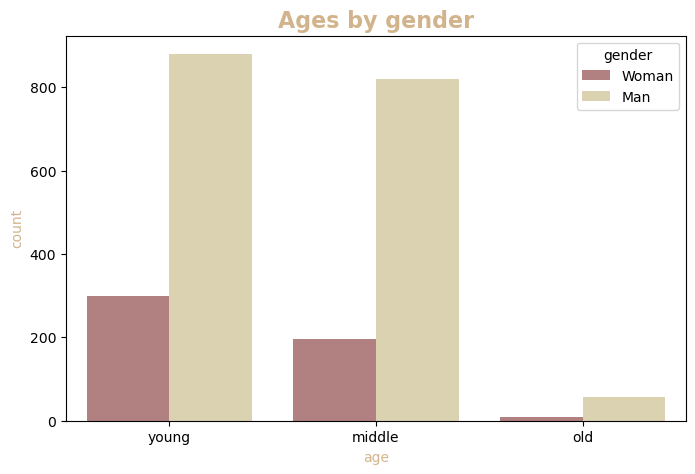 Ages by gender
gender
Woman
Man
800
600
400
200
0
count
young
middle
old
age